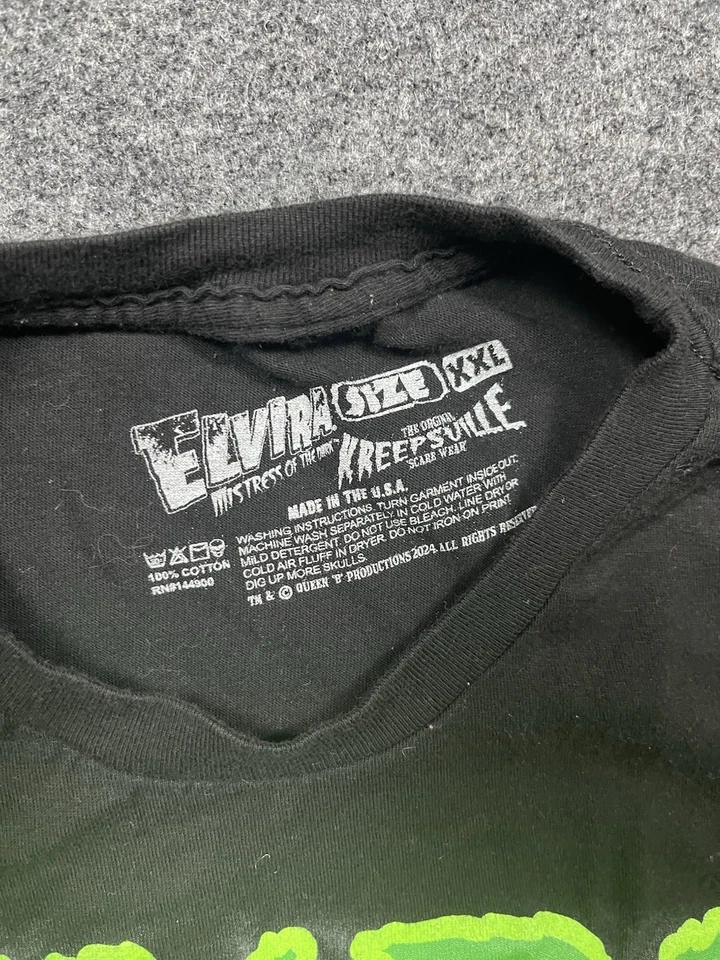 ELVIRA SIZE XXL
MISTRESS OF THE DARK
THE ORIGINAL
KREEPSVILLE
SCARE WEAR
MADE IN THE U.S.A.
WASHING INSTRUCTIONS. TURN GARMENT INSIDE OUT.
MACHINE WASH SEPARATELY IN COLD WATER WITH
MILD DETERGENT. DO NOT USE BLEACH. LINE DRY OR
COLD AIR FLUFF IN DRYER. DO NOT IRON ON PRINT.
DIG UP MORE SKULLS.
100% COTTON
RN#144900
TM & © QUEEN 'B' PRODUCTIONS 2024. ALL RIGHTS RESERVED